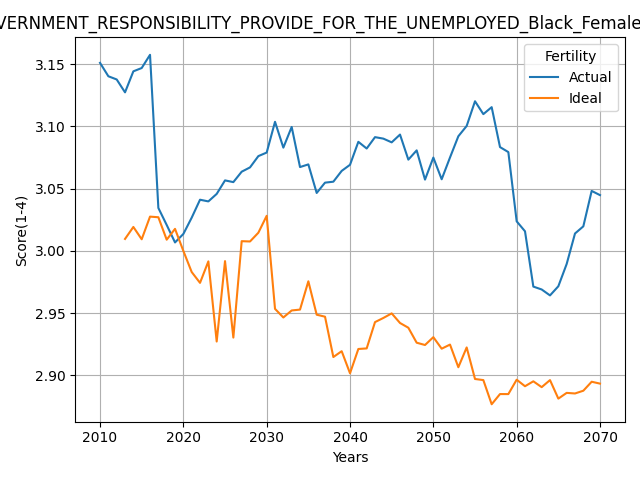 VERNMENT_RESPONSIBILITY_PROVIDE_FOR_THE_UNEMPLOYED_Black_Female
Fertility
Actual
Ideal
3.15
3.10
3.05
3.00
2.95
2.90
Score(1-4)
2010 2020 2030 2040 2050 2060 2070
Years